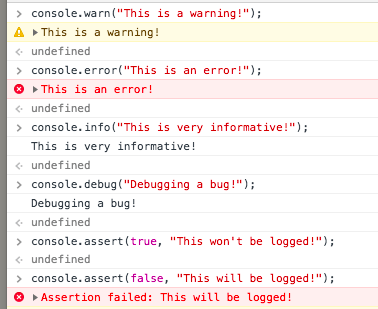 console.warn("This is a warning!");
This is a warning!
undefined
console.error("This is an error!");
This is an error!
undefined
console.info("This is very informative!");
This is very informative!
undefined
console.debug("Debugging a bug!");
Debugging a bug!
undefined
console.assert(true, "This won't be logged!");
undefined
console.assert(false, "This will be logged!");
Assertion failed: This will be logged!